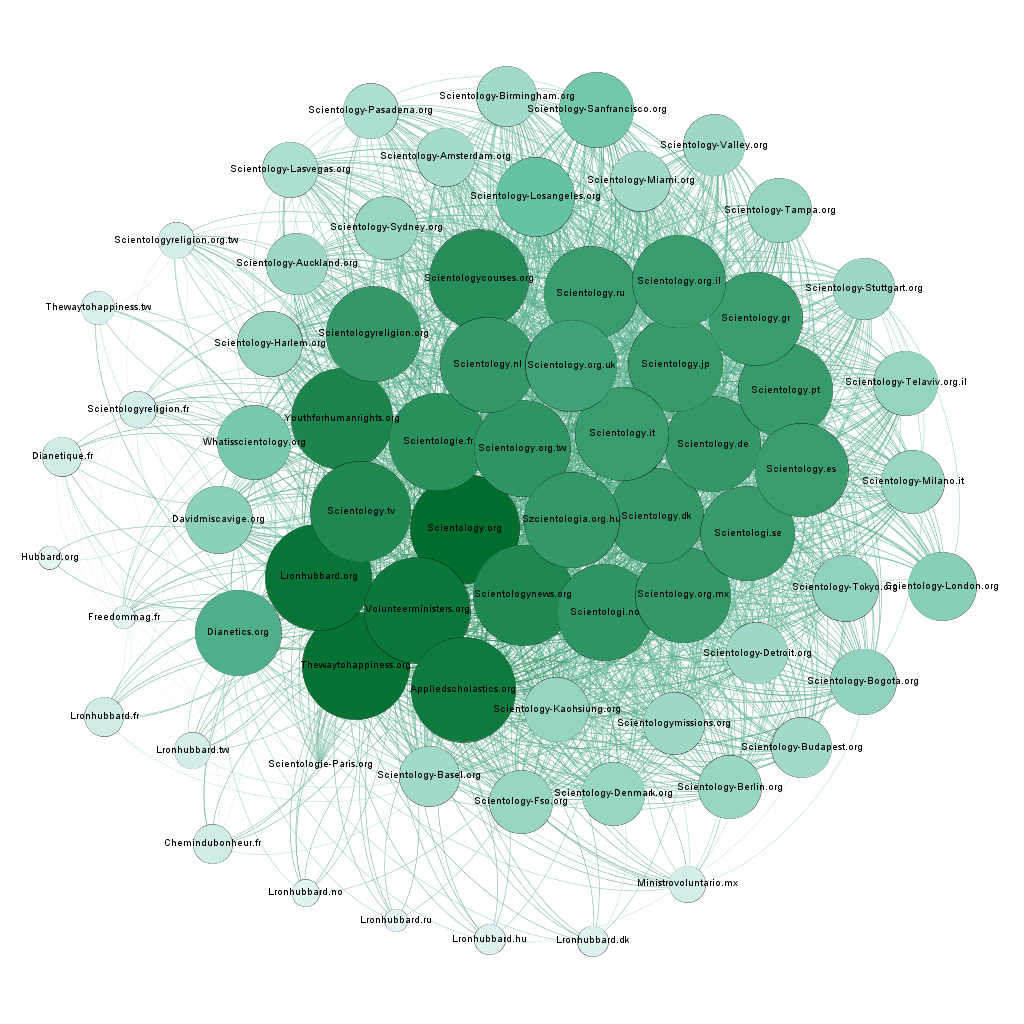 Scientology-Birmingham.org
Scientology-Sanfrancisco.org
Scientology-Pasadena.org
Scientology-Valley.org
Scientology-Amsterdam.org
Scientology-Lasvegas.org
Scientology-Miami.org
Scientology-Losangeles.org
Scientology-Tampa.org
Scientology-Sydney.org
Scientologyreligion.org.tw
Scientology-Auckland.org
Scientologycourses.org
Scientology.org.il
Scientology-Stuttgart.org
Scientology.ru
Thewaytohappiness.tw
Scientology.gr
Scientologyreligion.org
Scientology-Harlem.org
Scientology.nl
Scientology.org.uk
Scientology.jp
Scientology-Telaviv.org.il
Scientology.pt
Scientologyreligion.fr
Youthforhumanrights.org
Scientology.it
Whatisscientology.org
Scientologie.fr
Scientology.de
Scientology.org.tw
Dianetique.fr
Scientology.es
Scientology-Milano.it
Scientology.tv
Scientology.dk
Davidmiscavige.org
Szcientologia.org.hu
Scientology.org
Scientologi.se
Hubbard.org
Lronhubbard.org
Scientology-Tokyo.org
Scientology-London.org
Scientologynews.org
Scientology.org.mx
Volunteerministers.org
Scientologi.no
Freedommag.fr
Dianetics.org
Scientology-Detroit.org
Thewaytohappiness.org
Scientology-Bogota.org
Appliedscholastics.org
Scientology-Kaohsiung.org
Lronhubbard.fr
Scientologymissions.org
Scientology-Budapest.org
Lronhubbard.tw
Scientologie-Paris.org
Scientology-Basel.org
Scientology-Berlin.org
Scientology-Denmark.org
Scientology-Fso.org
Chemindubonheur.fr
Ministrovoluntario.mx
Lronhubbard.no
Lronhubbard.ru
Lronhubbard.hu
Lronhubbard.dk